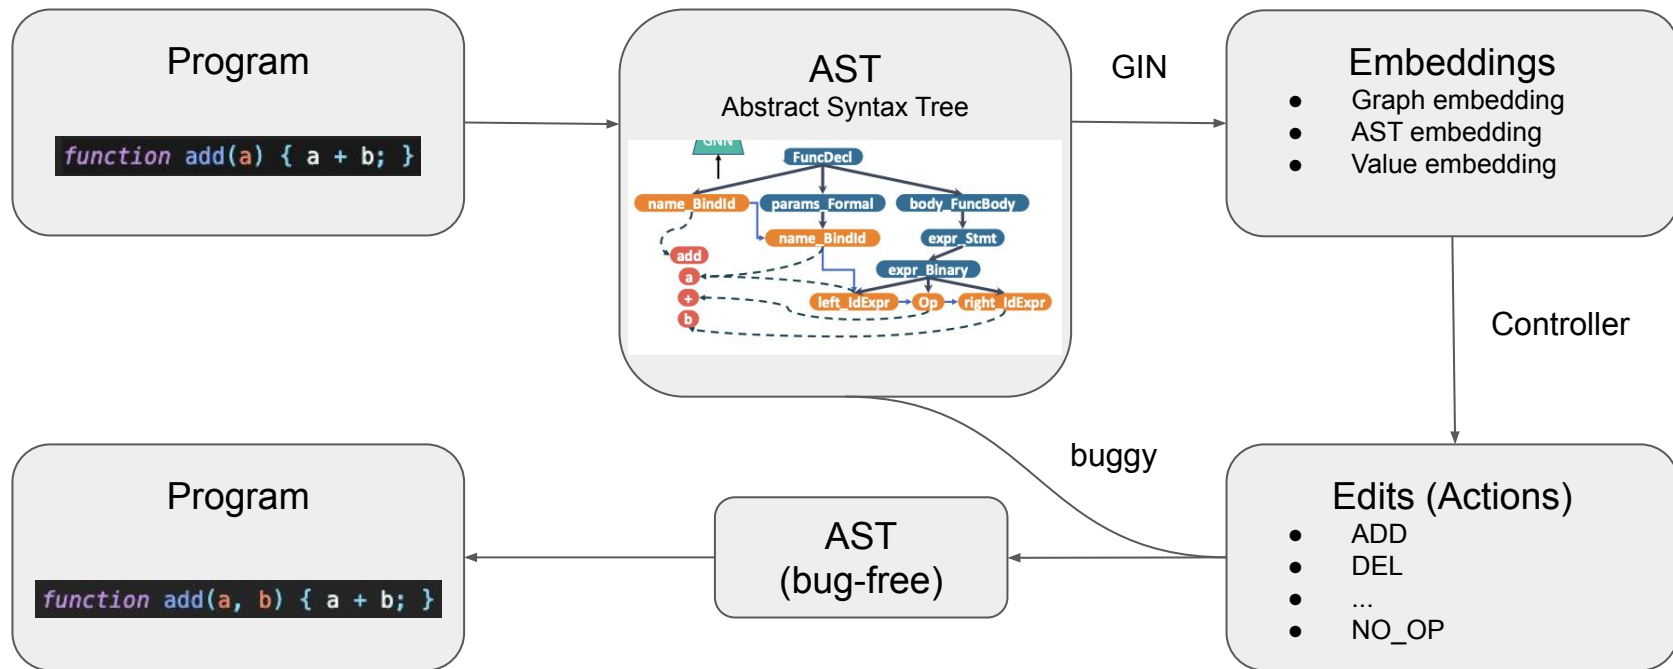 Program
function add(a) { a + b; }
AST
Abstract Syntax Tree
GNN
FuncDecl
name_BindId
params_Formal
body_FuncBody
name_BindId
expr_Stmt
add
a
expr_Binary
+
left_IdExpr
Op
right_IdExpr
b
GIN
Embeddings
● Graph embedding
● AST embedding
● Value embedding
Controller
buggy
Edits (Actions)
● ADD
● DEL
● ...
● NO_OP
AST
(bug-free)
Program
function add(a, b) { a + b; }